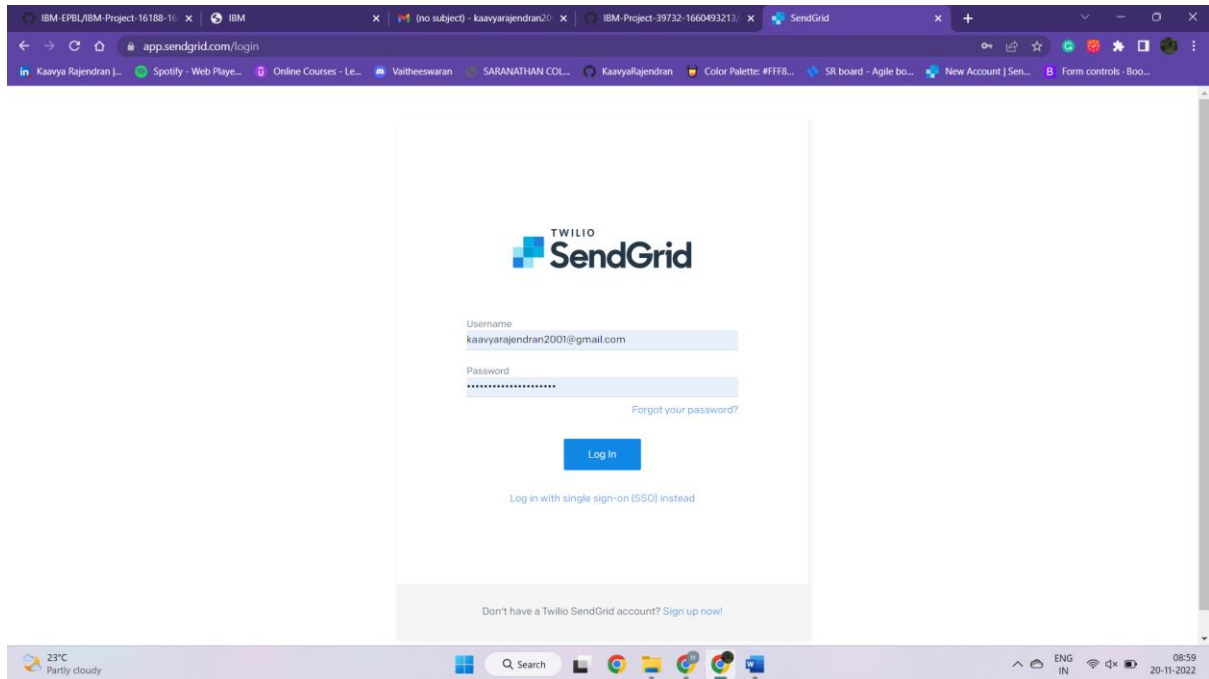 IBM-EPBL/IBM-Project-16188-16
IBM
(no subject) - kaavyarajendran20
IBM-Project-39732-1660493213/
SendGrid
app.sendgrid.com/login
Kaavya Rajendran |...
Spotify - Web Playe...
Online Courses - Le...
Vaitheeswaran
SARANATHAN COL...
KaavyaRajendran
Color Palette: #FFF8...
SR board - Agile bo...
New Account | Sen...
Form controls · Boo...
TWILIO
SendGrid
Username
kaavyarajendran2001@gmail.com
Password
Forgot your password?
Log In
Log in with single sign-on (SSO) instead
Don't have a Twilio SendGrid account? Sign up now!
23°C
Partly cloudy
Search
ENG
IN
08:59
20-11-2022